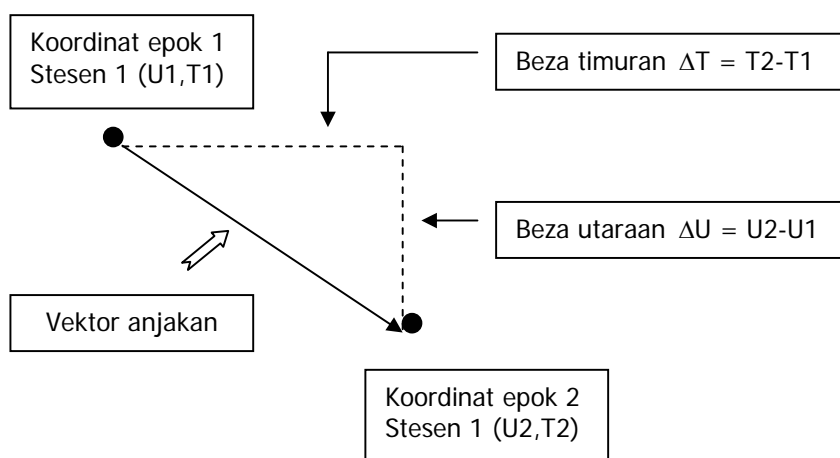 Koordinat epok 1
Stesen 1 (U1,T1)
Beza timuran ΔT = T2-T1
Beza utaraan ΔU = U2-U1
Vektor anjakan
Koordinat epok 2
Stesen 1 (U2,T2)